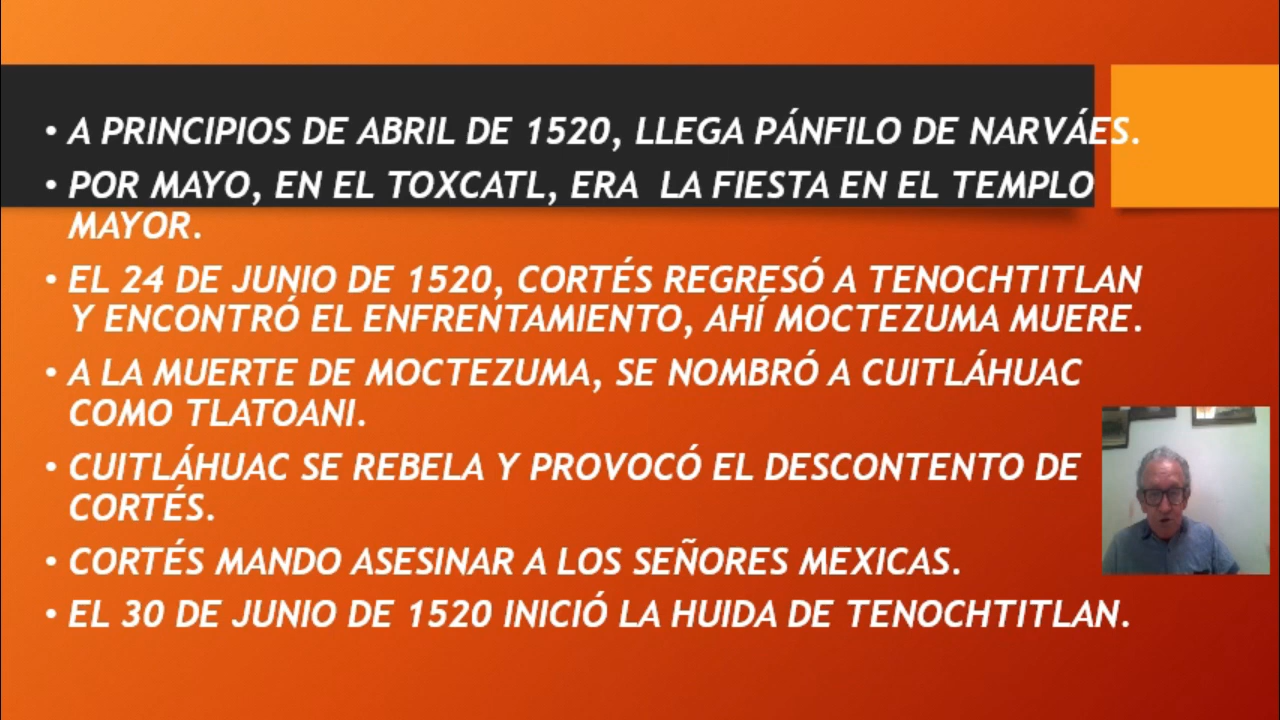 • A PRINCIPIOS DE ABRIL DE 1520, LLEGA PÁNFILO DE NARVÁES.
• POR MAYO, EN EL TOXCATL, ERA LA FIESTA EN EL TEMPLO
MAYOR.
• EL 24 DE JUNIO DE 1520, CORTÉS REGRESÓ A TENOCHTITLAN
Y ENCONTRÓ EL ENFRENTAMIENTO, AHÍ MOCTEZUMA MUERE.
• A LA MUERTE DE MOCTEZUMA, SE NOMBRÓ A CUITLÁHUAC
COMO TLATOANI.
• CUITLÁHUAC SE REBELA Y PROVOCÓ EL DESCONTENTO DE
CORTÉS.
• CORTÉS MANDO ASESINAR A LOS SEÑORES MEXICAS.
• EL 30 DE JUNIO DE 1520 INICIÓ LA HUIDA DE TENOCHTITLAN.